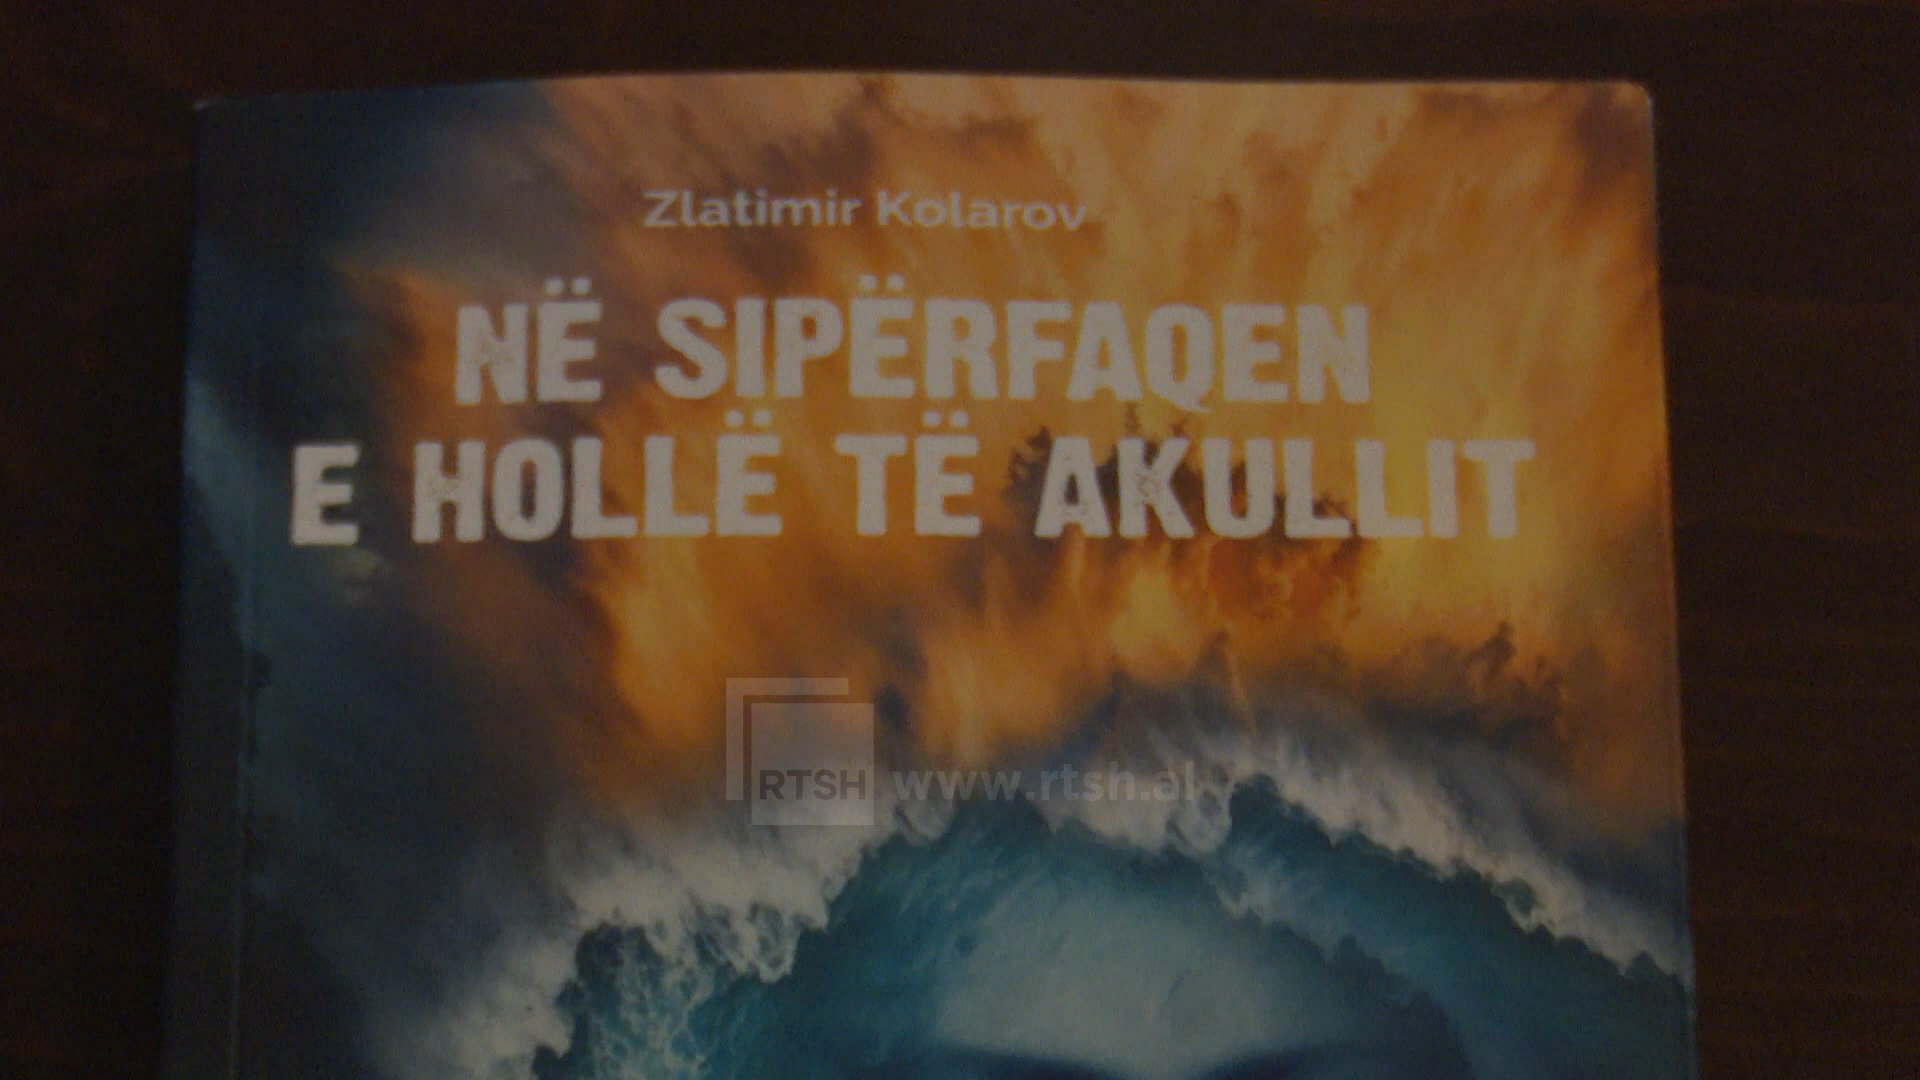 Zlatimir Kolarov
NË SIPËRFAQEN
E HOLLË TË AKULLIT
RTSH www.rtsh.al